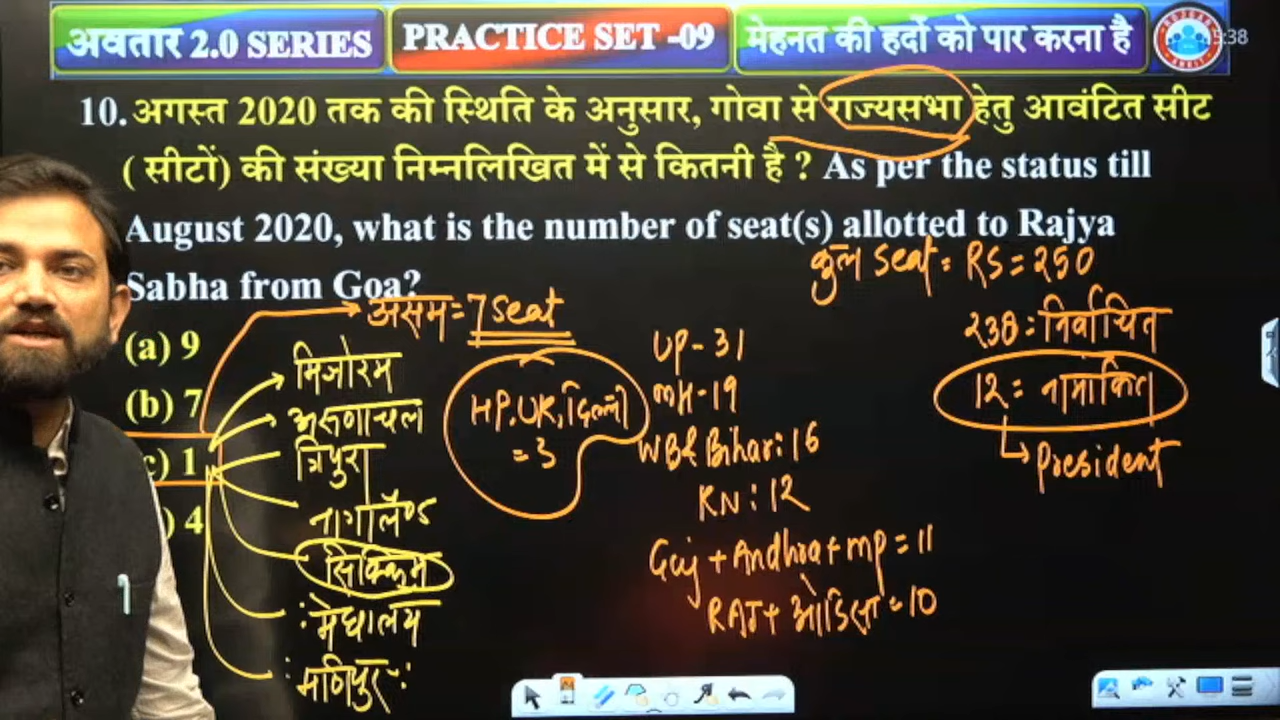 अवतार 2.0 SERIES
PRACTICE SET -09
मेहनत की हदों को पार करना है
5:38
10. अगस्त 2020 तक की स्थिति के अनुसार, गोवा से राज्यसभा हेतु आवंटित सीट
( सीटों) की संख्या निम्नलिखित में से कितनी है ? As per the status till
August 2020, what is the number of seat(s) allotted to Rajya
Sabha from Goa?
(a) 9
(b) 7
c) 1
) 4
असम = 7 Seat
मिजोरम
अरुणाचल
त्रिपुरा
नागालैण्ड
सिक्किम
: मेघालय
: मणिपुर :
HP, UK, दिल्ली
= 3
UP - 31
MH - 19
WB & Bihar : 16
KN : 12
Guj + Andhra + MP = 11
RAJ + ओडिसा = 10
कुल Seat = RS = 250
238 = निर्वाचित
12 = नामांकित
President